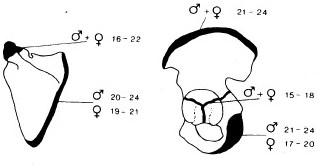 ♂ + ♀ 16-22
♂ 20-24
♀ 19-21
♂ + ♀ 21-24
♂ + ♀ 15-18
♂ 21-24
♀ 17-20